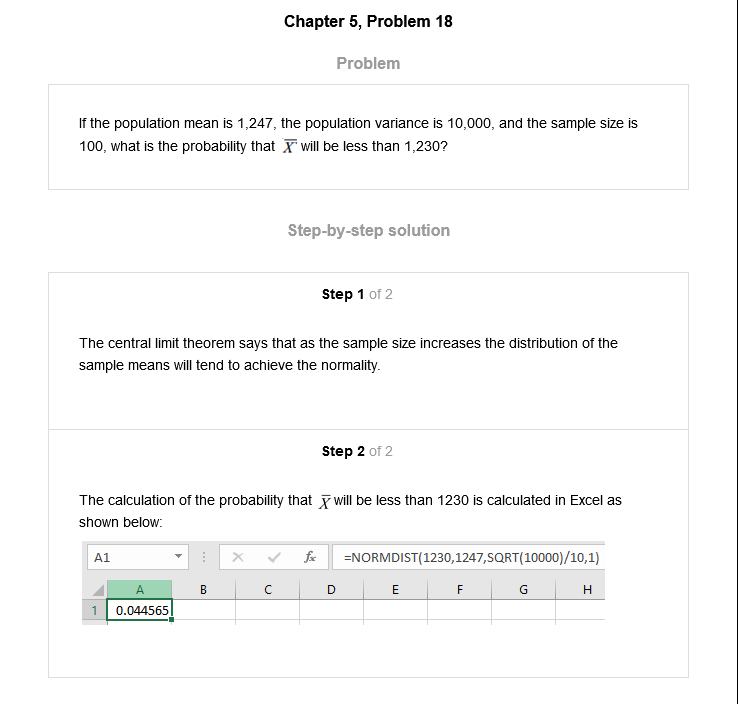 Chapter 5, Problem 18
Problem
If the population mean is 1,247, the population variance is 10,000, and the sample size is
100, what is the probability that X̅ will be less than 1,230?
Step-by-step solution
Step 1 of 2
The central limit theorem says that as the sample size increases the distribution of the
sample means will tend to achieve the normality.
Step 2 of 2
The calculation of the probability that X̅ will be less than 1230 is calculated in Excel as
shown below:
A1 fx =NORMDIST(1230,1247,SQRT(10000)/10,1)
A B C D E F G H
1 0.044565